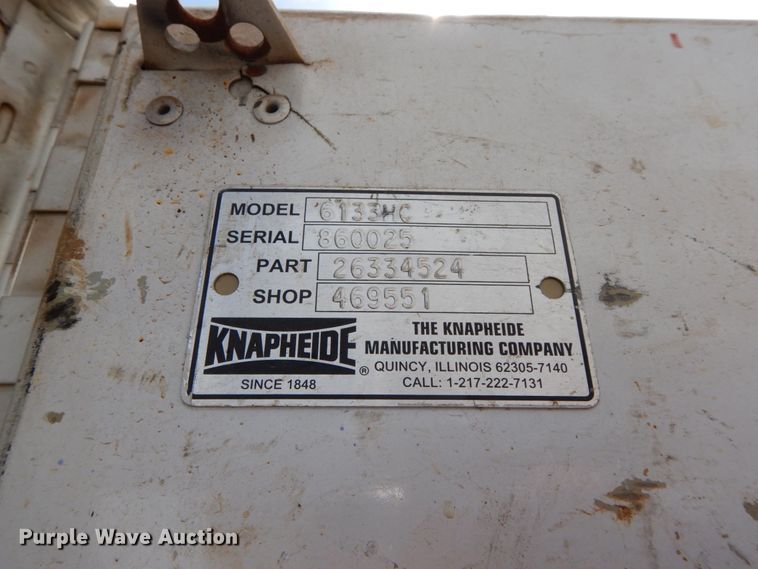 MODEL 6133HC
SERIAL 860025
PART 26334524
SHOP 469551
KNAPHEIDE ®
SINCE 1848
THE KNAPHEIDE
MANUFACTURING COMPANY
QUINCY, ILLINOIS 62305-7140
CALL: 1-217-222-7131
Purple Wave Auction